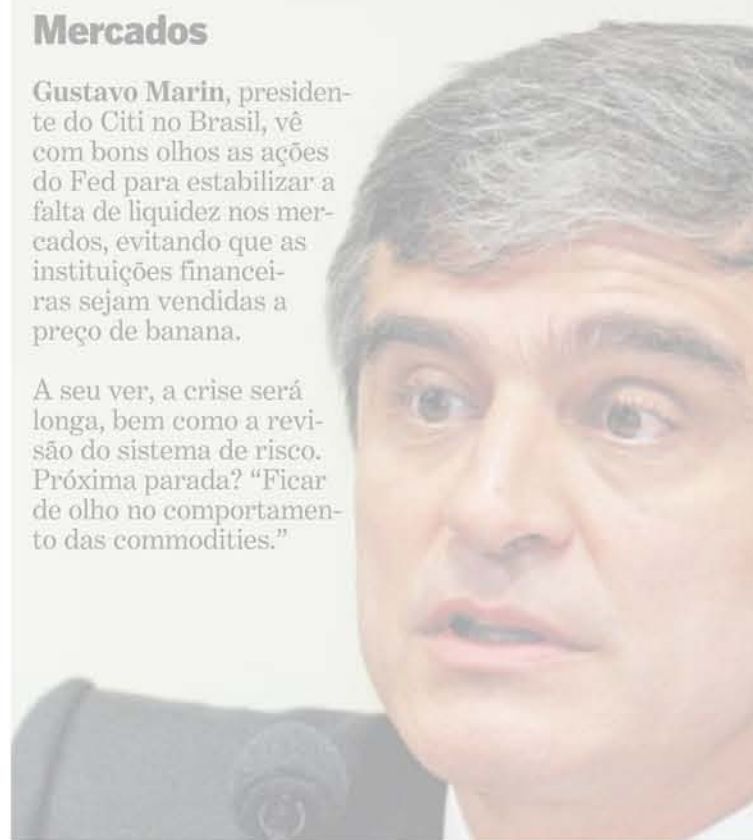 Mercados
Gustavo Marin, presiden-
te do Citi no Brasil, vê
com bons olhos as ações
do Fed para estabilizar a
falta de liquidez nos mer-
cados, evitando que as
instituições financei-
ras sejam vendidas a
preço de banana.
A seu ver, a crise será
longa, bem como a revi-
são do sistema de risco.
Próxima parada? “Ficar
de olho no comportamen-
to das commodities.”